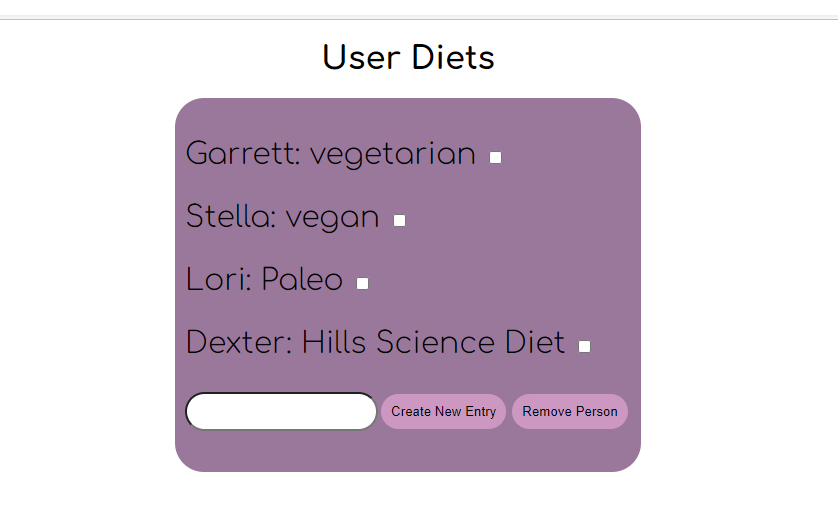 User Diets
Garrett: vegetarian
Stella: vegan
Lori: Paleo
Dexter: Hills Science Diet
Create New Entry Remove Person